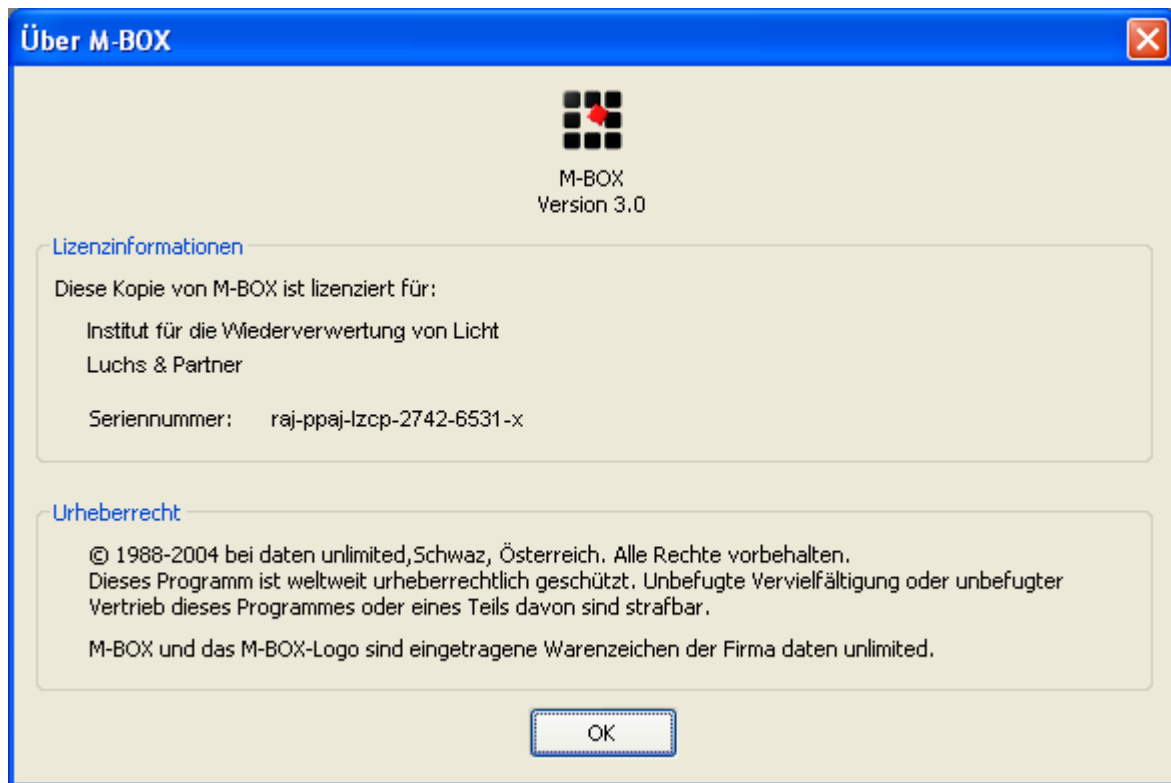 Über M-BOX
M-BOX
Version 3.0
Lizenzinformationen
Diese Kopie von M-BOX ist lizenziert für:
Institut für die Wiederverwertung von Licht
Luchs & Partner
Seriennummer: raj-ppaj-lzcp-2742-6531-x
Urheberrecht
© 1988-2004 bei daten unlimited,Schwaz, Österreich. Alle Rechte vorbehalten.
Dieses Programm ist weltweit urheberrechtlich geschützt. Unbefugte Vervielfältigung oder unbefugter
Vertrieb dieses Programmes oder eines Teils davon sind strafbar.
M-BOX und das M-BOX-Logo sind eingetragene Warenzeichen der Firma daten unlimited.
OK